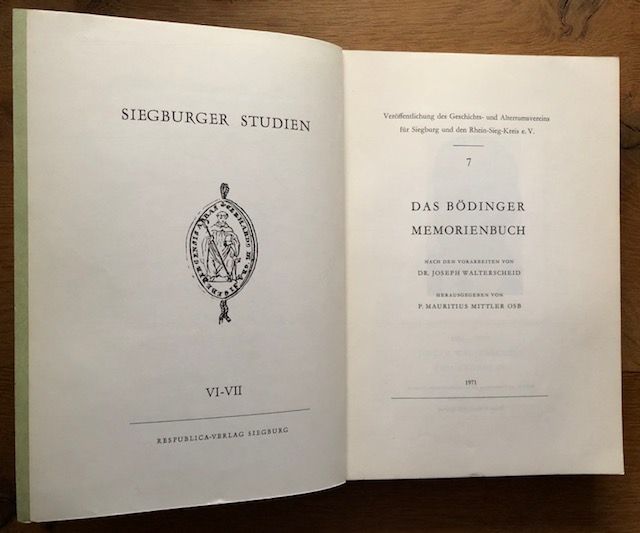 SIEGBURGER STUDIEN
VI-VII
RESPUBLICA-VERLAG SIEGBURG
Veröffentlichung des Geschichts- und Altertumsvereins
für Siegburg und den Rhein-Sieg-Kreis e. V.
7
DAS BÖDINGER
MEMORIENBUCH
NACH DEN VORARBEITEN VON
DR. JOSEPH WALTERSCHEID
HERAUSGEGEBEN VON
P. MAURITIUS MITTLER OSB
1971